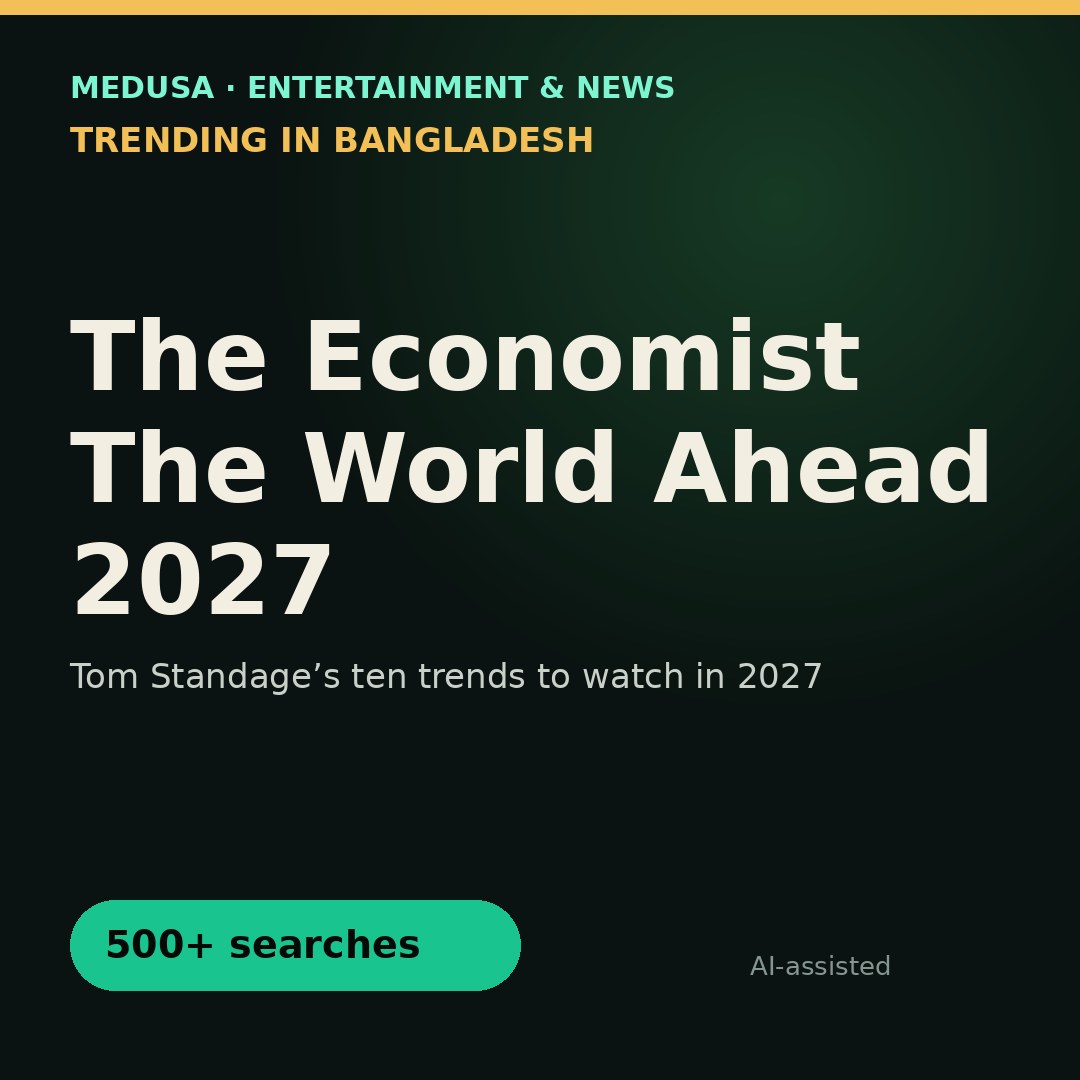 MEDUSA · ENTERTAINMENT & NEWS
TRENDING IN BANGLADESH
The Economist
The World Ahead
2027
Tom Standage’s ten trends to watch in 2027
500+ searches
AI-assisted